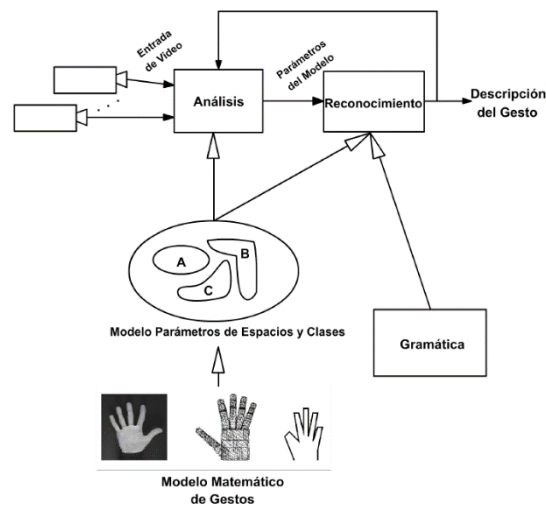 Entrada
de Video
Parámetros
del Modelo
Análisis
Reconocimiento
Descripción
del Gesto
A
B
C
Modelo Parámetros de Espacios y Clases
Gramática
Modelo Matemático
de Gestos